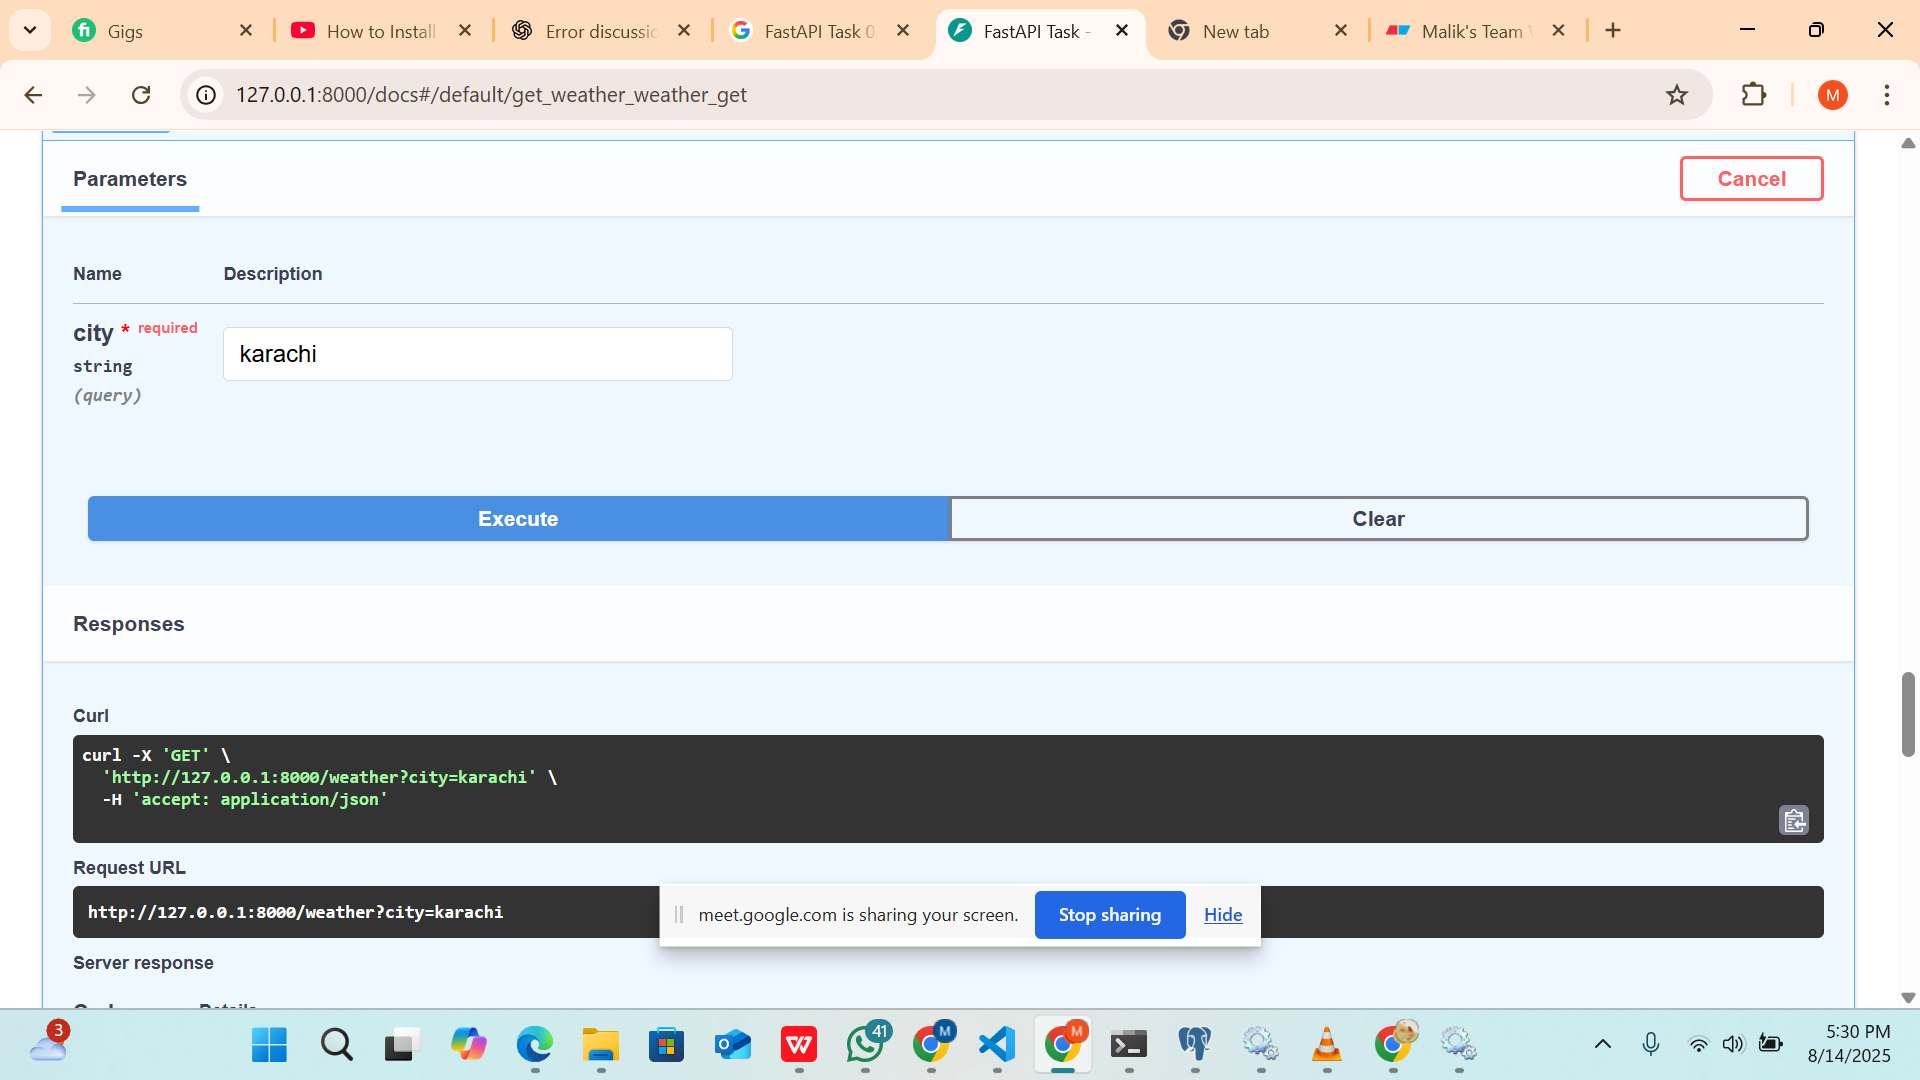 Gigs
How to Install
Error discussio
FastAPI Task 0
FastAPI Task -
New tab
Malik's Team
127.0.0.1:8000/docs#/default/get_weather_weather_get
M
Parameters
Cancel
Name
Description
city * required
string
(query)
karachi
Execute
Clear
Responses
Curl
curl -X 'GET' \
'http://127.0.0.1:8000/weather?city=karachi' \
-H 'accept: application/json'
Request URL
http://127.0.0.1:8000/weather?city=karachi
meet.google.com is sharing your screen.
Stop sharing
Hide
Server response
3
41
M
M
5:30 PM
8/14/2025